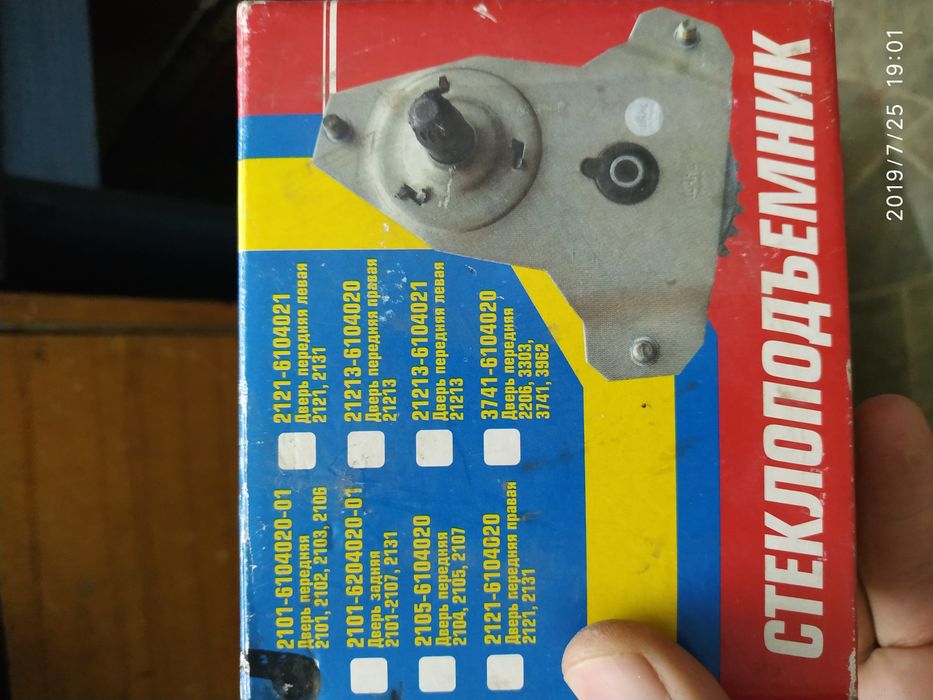 СТЕКЛОПОДЪЕМНИК
2101-6104020-01
Дверь передняя
2101, 2102, 2103, 2106
2101-6204020-01
Дверь задняя
2101-2107, 2131
2105-6104020
Дверь передняя
2104, 2105, 2107
2121-6104020
Дверь передняя правая
2121, 2131
2121-6104021
Дверь передняя левая
2121, 2131
21213-6104020
Дверь передняя правая
21213
21213-6104021
Дверь передняя левая
21213
3741-6104020
Дверь передняя
2206, 3303,
3741, 3962
2019/7/25 19:01